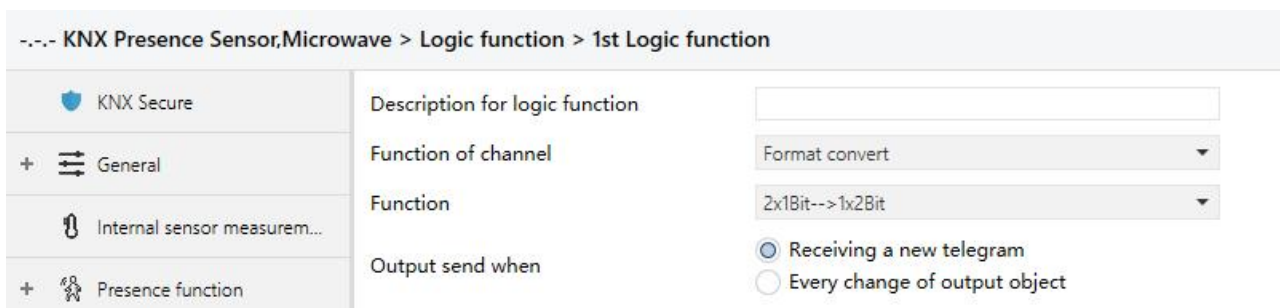 -.-.- KNX Presence Sensor,Microwave > Logic function > 1st Logic function
KNX Secure
+ General
Internal sensor measurem...
+ Presence function
Description for logic function
Function of channel
Format convert
Function
2x1Bit-->1x2Bit
Output send when
Receiving a new telegram
Every change of output object